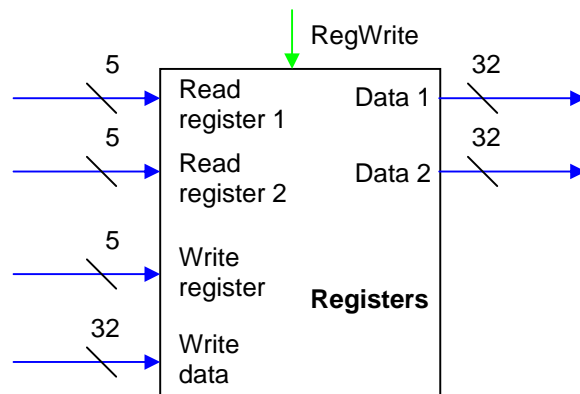 RegWrite
5
Read
register 1
Data 1
32
5
Read
register 2
Data 2
32
5
Write
register
Registers
32
Write
data